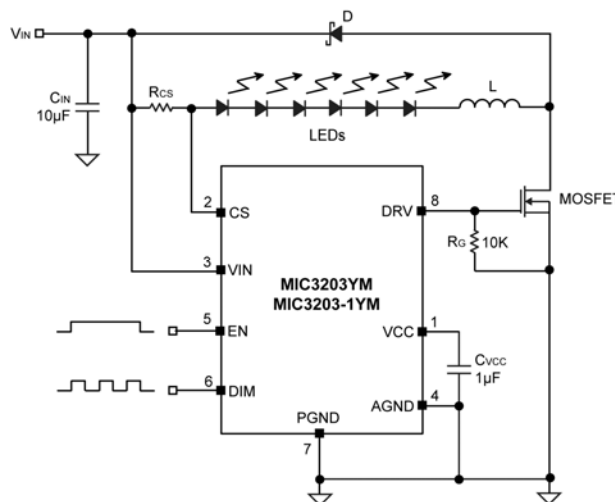 D
VIN
RCS
CIN
10µF
L
LEDs
MOSFET
2
CS
DRV
8
RG
10K
3
VIN
MIC3203YM
MIC3203-1YM
5
EN
VCC
1
CVCC
1µF
6
DIM
AGND
4
PGND
7